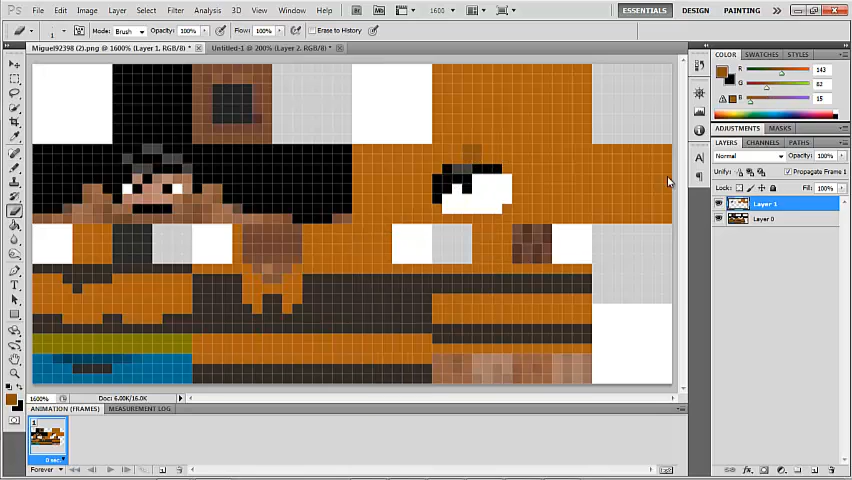 Ps File Edit Image Layer Select Filter Analysis 3D View Window Help Br Mb 1600 ESSENTIALS DESIGN PAINTING
1 Mode: Brush Opacity: 100% Flow: 100% Erase to History
Miguel92398 (2).png @ 1600% (Layer 1, RGB/8) * × Untitled-1 @ 200% (Layer 2, RGB/8) * ×
COLOR SWATCHES STYLES
R 143
G 82
B 15
ADJUSTMENTS MASKS
LAYERS CHANNELS PATHS
Normal Opacity: 100%
Unify: Propagate Frame 1
Lock: Fill: 100%
Layer 1
Layer 0
1600% Doc: 6.00K/16.0K
ANIMATION (FRAMES) MEASUREMENT LOG
1
0 sec.
Forever
fx